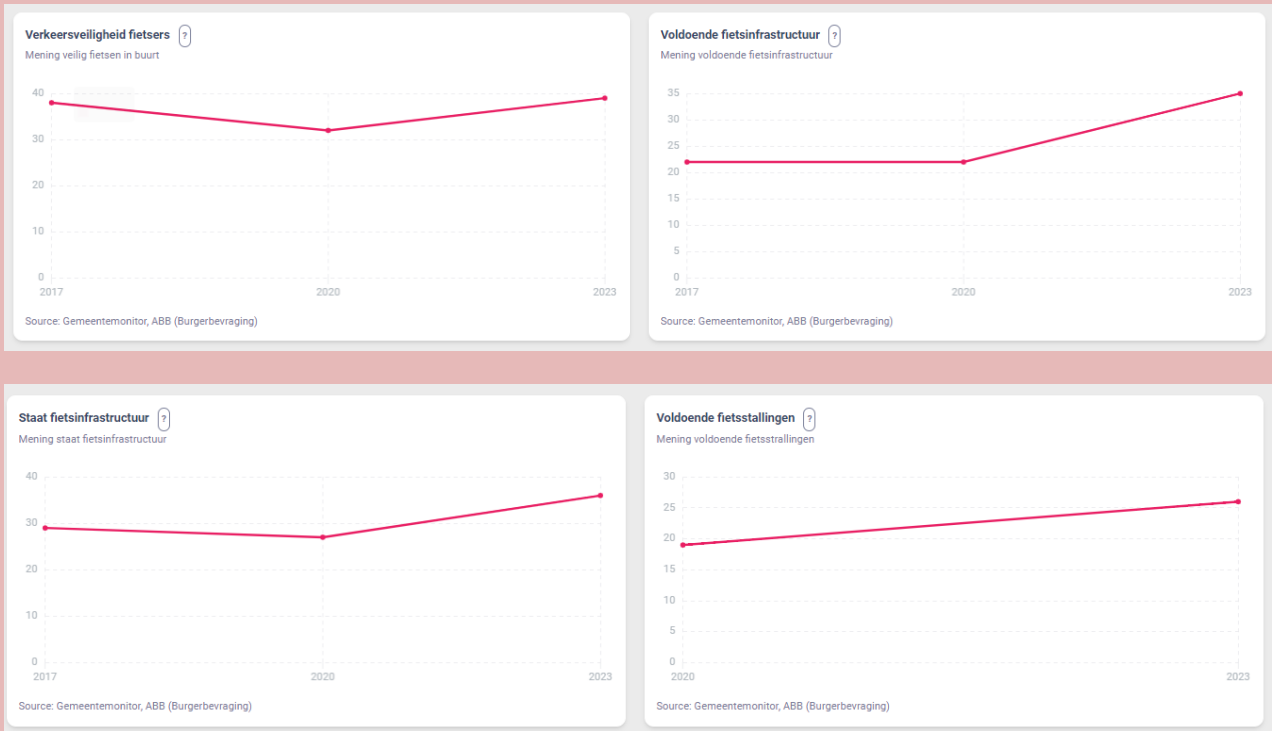 Verkeersveiligheid fietsers ?
Mening veilig fietsen in buurt
40
30
20
10
0
2017 2020 2023
Source: Gemeentemonitor, ABB (Burgerbevraging)
Voldoende fietsinfrastructuur ?
Mening voldoende fietsinfrastructuur
35
30
25
20
15
10
5
0
2017 2020 2023
Source: Gemeentemonitor, ABB (Burgerbevraging)
Staat fietsinfrastructuur ?
Mening staat fietsinfrastructuur
40
30
20
10
0
2017 2020 2023
Source: Gemeentemonitor, ABB (Burgerbevraging)
Voldoende fietsstallingen ?
Mening voldoende fietsstrallingen
30
25
20
15
10
5
0
2020 2023
Source: Gemeentemonitor, ABB (Burgerbevraging)